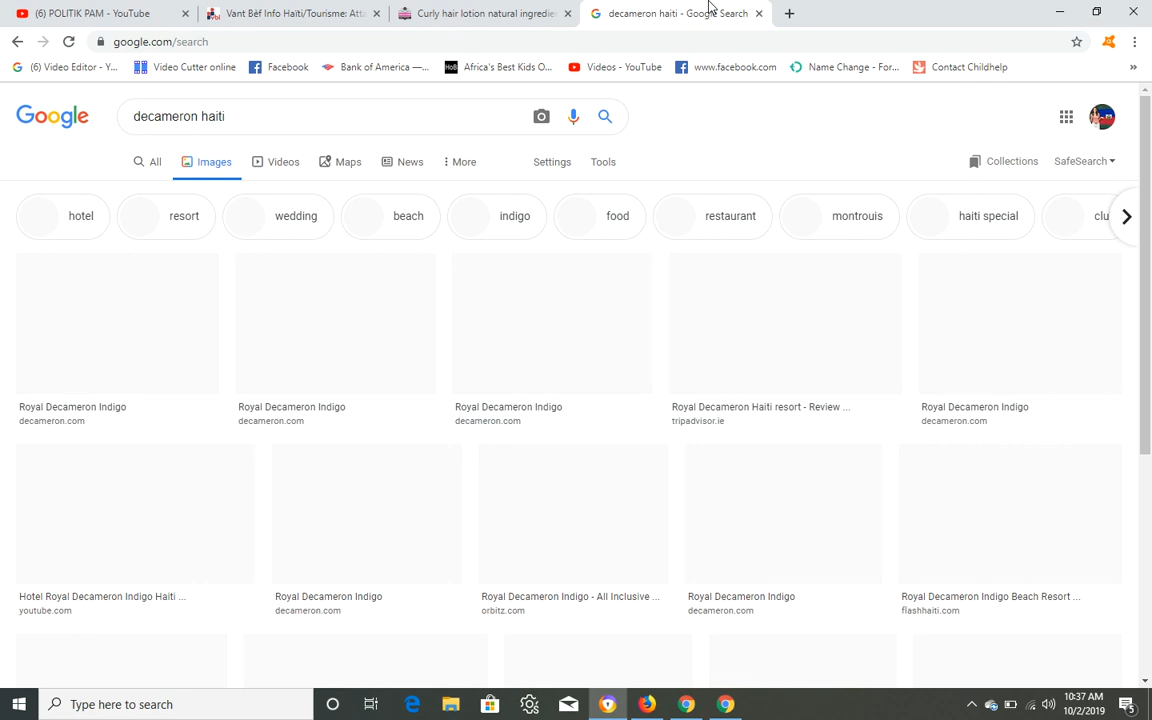 (6) POLITIK PAM - YouTube
Vant Bèf Info Haïti/Tourisme: Atta
Curly hair lotion natural ingredie
decameron haiti - Google Search
google.com/search
(6) Video Editor - Y...
Video Cutter online
Facebook
Bank of America —...
HoB
Africa's Best Kids O...
Videos - YouTube
www.facebook.com
Name Change - For...
Contact Childhelp
»
Google
decameron haiti
All
Images
Videos
Maps
News
More
Settings
Tools
Collections
SafeSearch
hotel
resort
wedding
beach
indigo
food
restaurant
montrouis
haiti special
clu
Royal Decameron Indigo
decameron.com
Royal Decameron Indigo
decameron.com
Royal Decameron Indigo
decameron.com
Royal Decameron Haiti resort - Review ...
tripadvisor.ie
Royal Decameron Indigo
decameron.com
Hotel Royal Decameron Indigo Haiti ...
youtube.com
Royal Decameron Indigo
decameron.com
Royal Decameron Indigo - All Inclusive ...
orbitz.com
Royal Decameron Indigo
decameron.com
Royal Decameron Indigo Beach Resort ...
flashhaiti.com
Type here to search
10:37 AM
10/2/2019
5